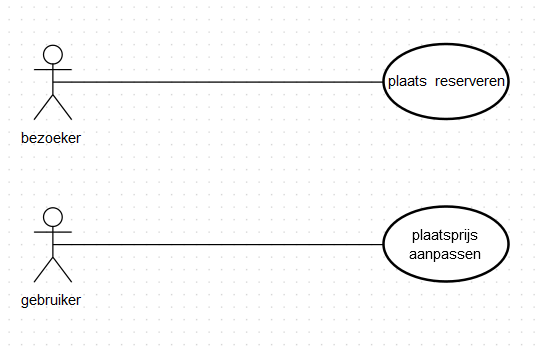 plaats reserveren
bezoeker
plaatsprijs
aanpassen
gebruiker